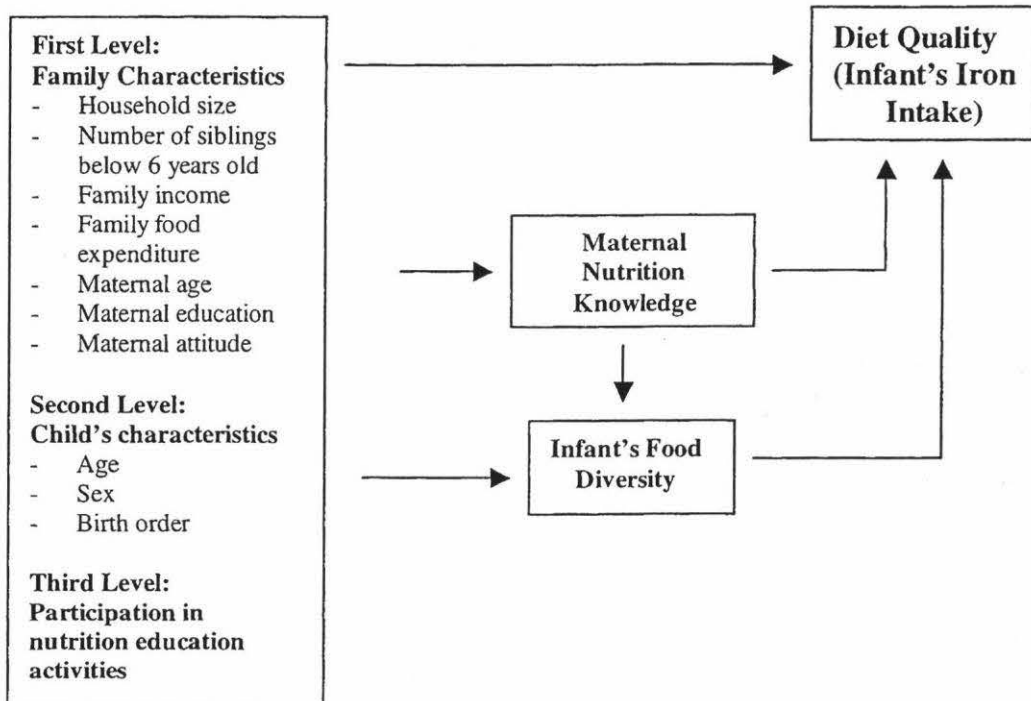 First Level:
Family Characteristics
- Household size
- Number of siblings
below 6 years old
- Family income
- Family food
expenditure
- Maternal age
- Maternal education
- Maternal attitude
Second Level:
Child's characteristics
- Age
- Sex
- Birth order
Third Level:
Participation in
nutrition education
activities
Maternal
Nutrition
Knowledge
Infant's Food
Diversity
Diet Quality
(Infant's Iron
Intake)